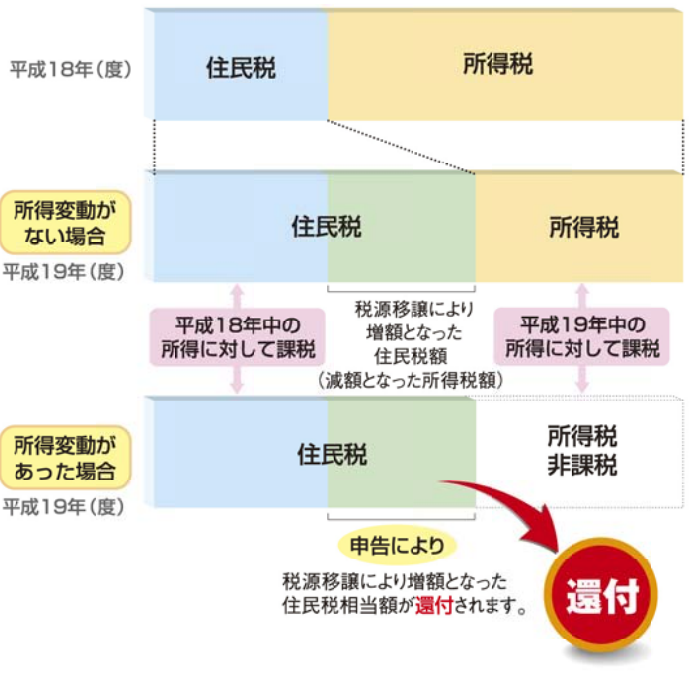 平成18年(度)
住民税
所得税
所得変動が
ない場合
平成19年(度)
住民税
所得税
平成18年中の
所得に対して課税
税源移譲により
増額となった
住民税額
(減額となった所得税額)
平成19年中の
所得に対して課税
所得変動が
あった場合
平成19年(度)
住民税
所得税
非課税
申告により
税源移譲により増額となった
住民税相当額が還付されます。
還付